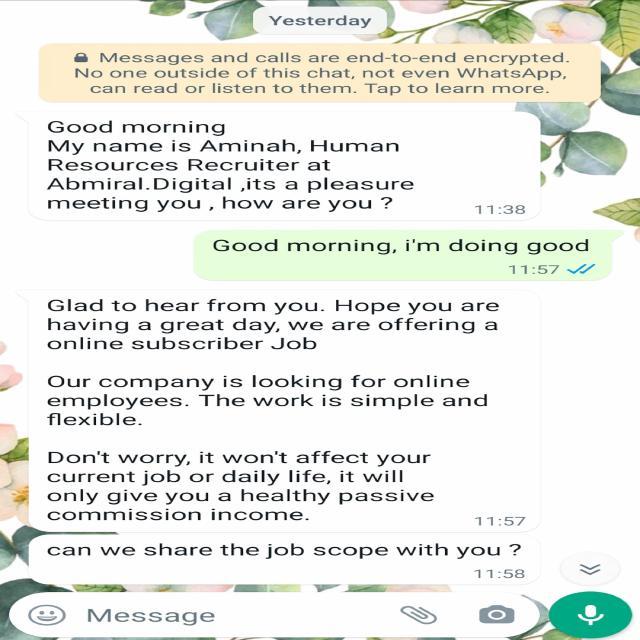 Yesterday
Messages and calls are end-to-end encrypted.
No one outside of this chat, not even WhatsApp,
can read or listen to them. Tap to learn more.
Good morning
My name is Aminah, Human
Resources Recruiter at
Abmiral.Digital ,its a pleasure
meeting you , how are you ?
11:38
Good morning, i'm doing good
11:57
Glad to hear from you. Hope you are
having a great day, we are offering a
online subscriber Job
Our company is looking for online
employees. The work is simple and
flexible.
Don't worry, it won't affect your
current job or daily life, it will
only give you a healthy passive
commission income.
11:57
can we share the job scope with you ?
11:58
Message